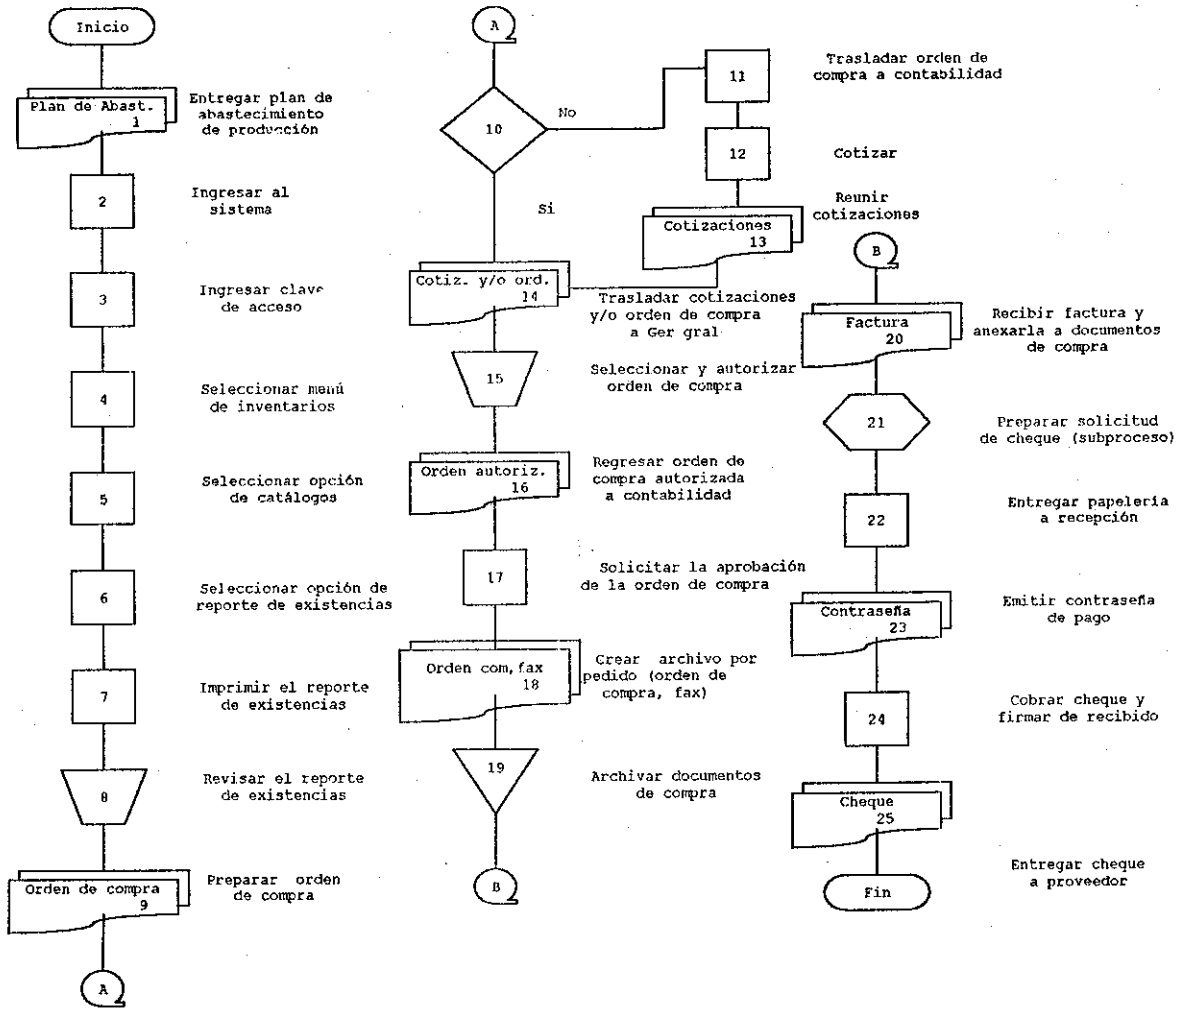 Inicio
Plan de Abast.
1
Entregar plan de
abastecimiento
de producción
2
Ingresar al
sistema
3
Ingresar clave
de acceso
4
Seleccionar menú
de inventarios
5
Seleccionar opción
de catálogos
6
Seleccionar opción de
reporte de existencias
7
Imprimir el reporte
de existencias
8
Revisar el reporte
de existencias
Orden de compra
9
Preparar orden
de compra
A
A
10
No
Si
11
Trasladar orden de
compra a contabilidad
12
Cotizar
Cotizaciones
13
Reunir
cotizaciones
Cotiz. y/o ord.
14
Trasladar cotizaciones
y/o orden de compra
a Ger gral
15
Seleccionar y autorizar
orden de compra
Orden autoriz.
16
Regresar orden de
compra autorizada
a contabilidad
17
Solicitar la aprobación
de la orden de compra
Orden com,fax
18
Crear archivo por
pedido (orden de
compra, fax)
19
Archivar documentos
de compra
B
B
Factura
20
Recibir factura y
anexarla a documentos
de compra
21
Preparar solicitud
de cheque (subproceso)
22
Entregar papeleria
a recepción
Contraseña
23
Emitir contraseña
de pago
24
Cobrar cheque y
firmar de recibido
Cheque
25
Entregar cheque
a proveedor
Fin